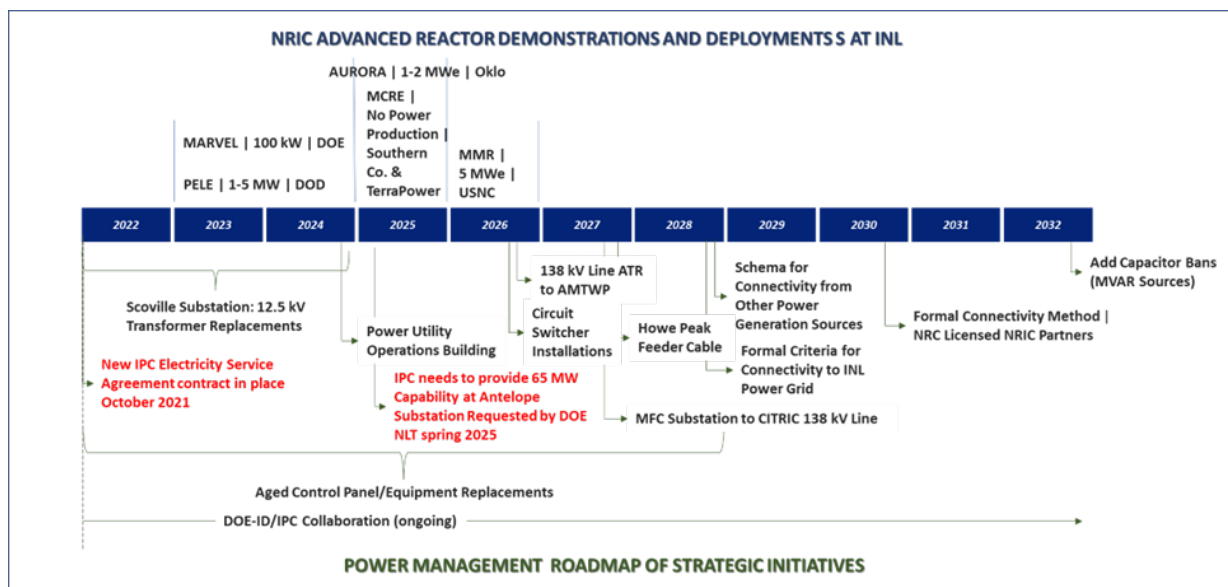 NRIC ADVANCED REACTOR DEMONSTRATIONS AND DEPLOYMENTS S AT INL
AURORA | 1-2 MWe | Oklo
MCRE |
No Power
Production |
Southern
Co. &
TerraPower
MARVEL | 100 kW | DOE
PELE | 1-5 MW | DOD
MMR |
5 MWe |
USNC
2022 2023 2024 2025 2026 2027 2028 2029 2030 2031 2032
Scoville Substation: 12.5 kV
Transformer Replacements
New IPC Electricity Service
Agreement contract in place
October 2021
Power Utility
Operations Building
IPC needs to provide 65 MW
Capability at Antelope
Substation Requested by DOE
NLT spring 2025
138 kV Line ATR
to AMTWP
Circuit
Switcher
Installations
Howe Peak
Feeder Cable
MFC Substation to CITRIC 138 kV Line
Schema for
Connectivity from
Other Power
Generation Sources
Formal Criteria for
Connectivity to INL
Power Grid
Formal Connectivity Method |
NRC Licensed NRIC Partners
Add Capacitor Bans
(MVAR Sources)
Aged Control Panel/Equipment Replacements
DOE-ID/IPC Collaboration (ongoing)
POWER MANAGEMENT ROADMAP OF STRATEGIC INITIATIVES